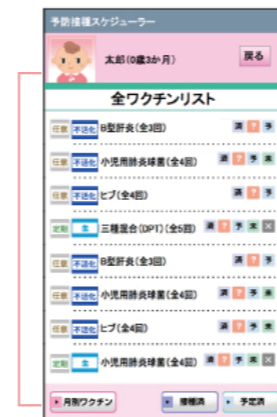 予防接種スケジューラー
太郎(0歳3か月)
戻る
全ワクチンリスト
任意 不活化 B型肝炎(全3回) 済 ? 予
任意 不活化 小児用肺炎球菌(全4回) 済 ? 予 未
任意 不活化 ヒブ(全4回) 済 ? 予
定期 生 三種混合(DPT)(全5回) 済 ? 予 未 ×
任意 不活化 B型肝炎(全3回) 済 ? 予
任意 不活化 小児用肺炎球菌(全4回) 済 ? 予 未
任意 不活化 ヒブ(全4回) 済 ? 予 未
定期 生 小児用肺炎球菌(全4回) 済 ? 予 未 ×
月別ワクチン 接種済 予定済